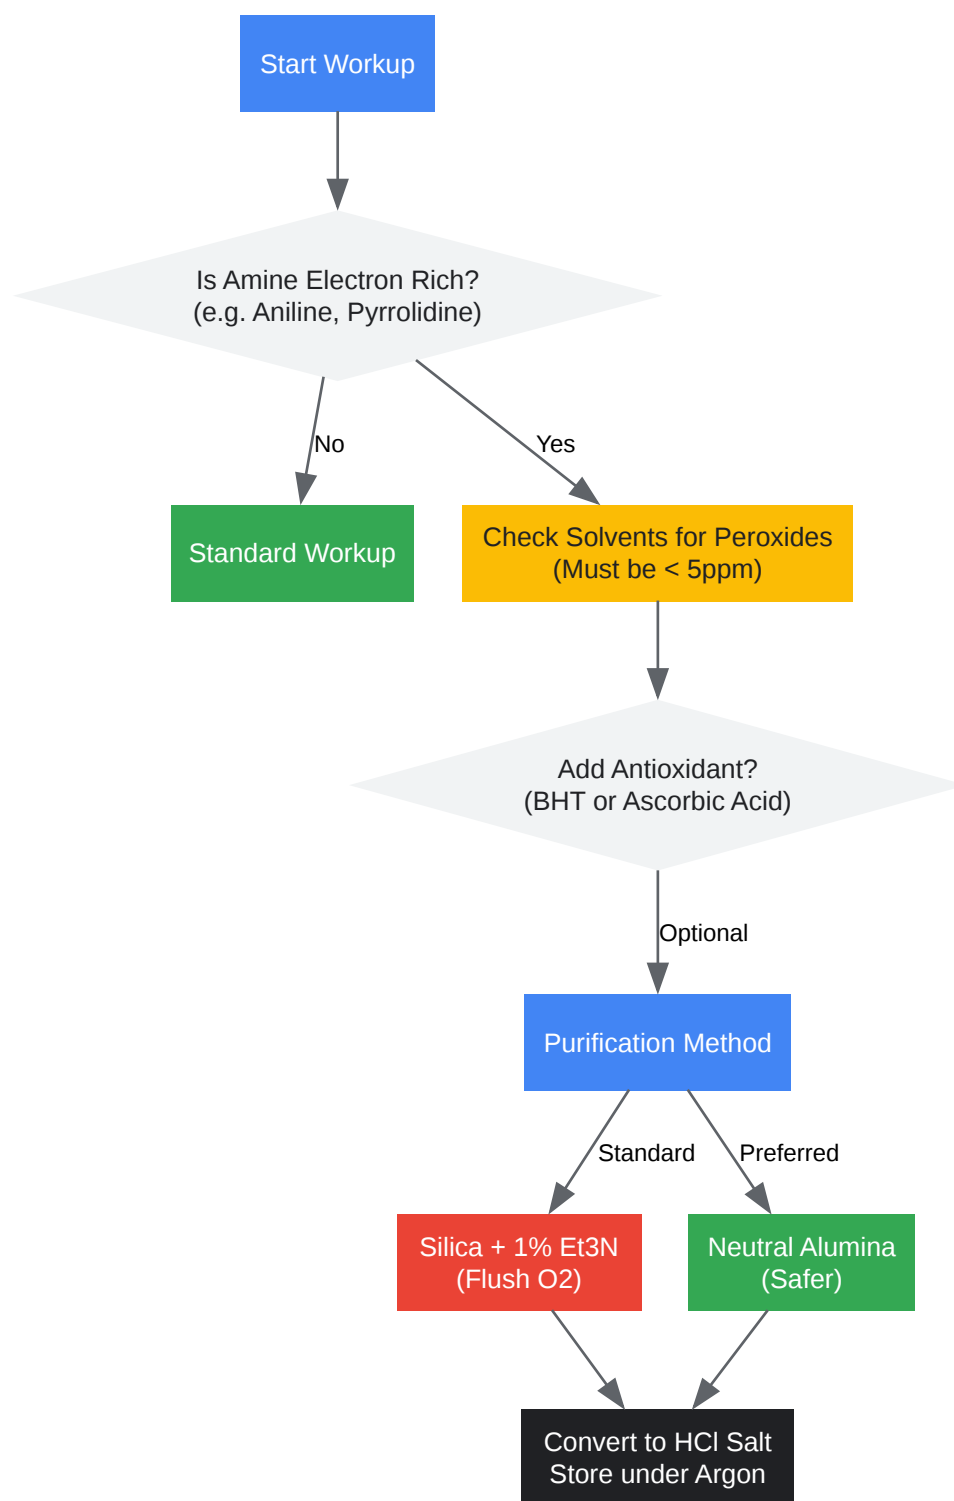 Start Workup
Is Amine Electron Rich?
(e.g. Aniline, Pyrrolidine)
No
Yes
Standard Workup
Check Solvents for Peroxides
(Must be < 5ppm)
Add Antioxidant?
(BHT or Ascorbic Acid)
Optional
Purification Method
Standard
Preferred
Silica + 1% Et3N
(Flush O2)
Neutral Alumina
(Safer)
Convert to HCl Salt
Store under Argon